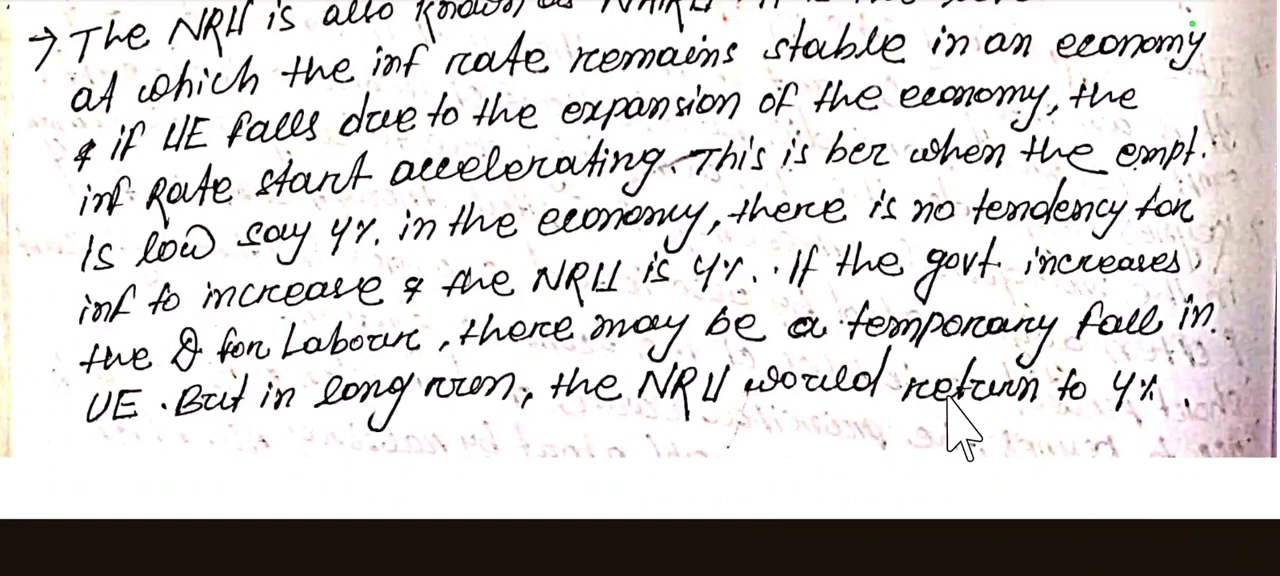 → The NRU is also known as NAIRU
at which the inf rate remains stable in an economy
& if UE falls due to the expansion of the economy, the
inf Rate start accelerating. This is bcz when the empt.
is low say 4%. in the economy, there is no tendency for
inf to increase & the NRU is 4%. . If the govt increases
the D for Labour, there may be a temporary fall in.
UE. But in long run, the NRU would return to 4%.